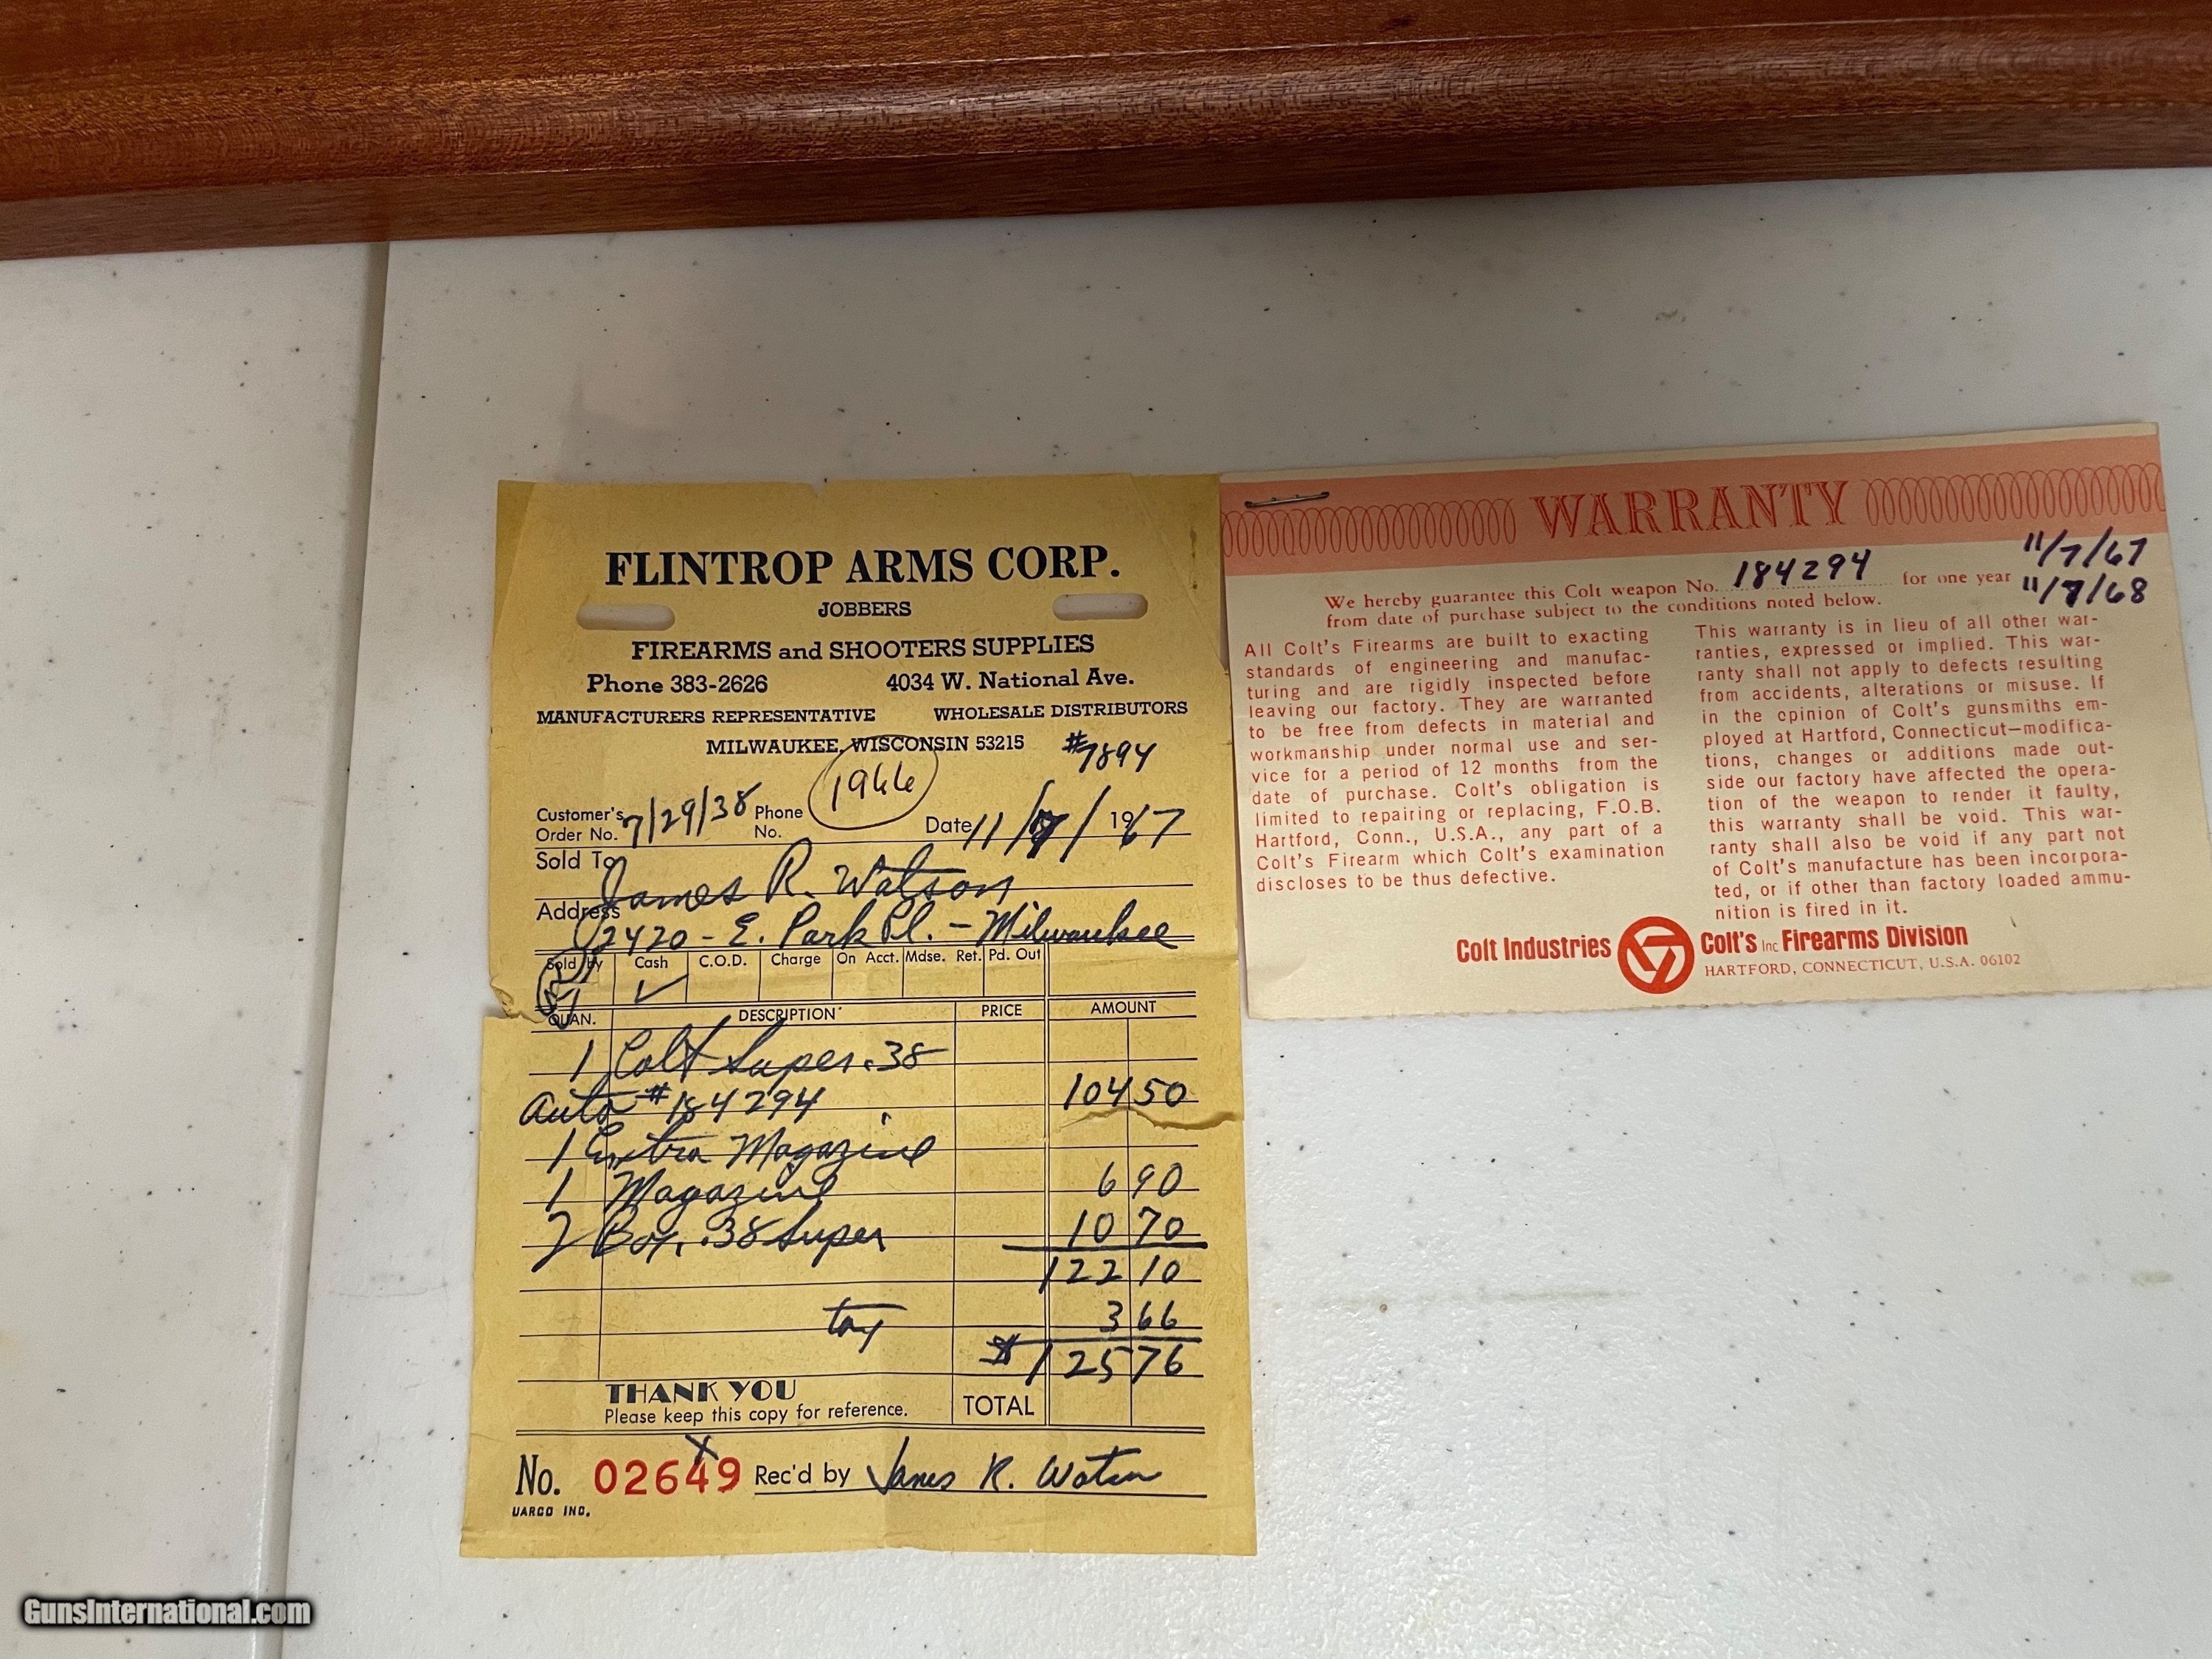 FLINTROP ARMS CORP.
JOBBERS
FIREARMS and SHOOTERS SUPPLIES
Phone 383-2626 4034 W. National Ave.
MANUFACTURERS REPRESENTATIVE WHOLESALE DISTRIBUTORS
MILWAUKEE, WISCONSIN 53215
#7894
1966
Customer's Order No. 7/29/38 Phone No. Date 11/7/1967
Sold To James R. Watson
Address 2420 - E. Park Pl. - Milwaukee
Sold by Cash C.O.D. Charge On Acct. Mdse. Ret. Pd. Out
✓
QUAN. DESCRIPTION PRICE AMOUNT
1 Colt Super .38
Auto #184294 104 50
1 Extra Magazine
1 Magazine 6 90
2 Box .38 Super 10 70
122 10
tax 3 66
$ 125 76
THANK YOU
Please keep this copy for reference. TOTAL
No. 02649 Rec'd by James R. Watson
UARCO INC.
WARRANTY
We hereby guarantee this Colt weapon No. 184294 for one year 11/7/67
11/7/68
from date of purchase subject to the conditions noted below.
All Colt's Firearms are built to exacting
standards of engineering and manufac-
turing and are rigidly inspected before
leaving our factory. They are warranted
to be free from defects in material and
workmanship under normal use and ser-
vice for a period of 12 months from the
date of purchase. Colt's obligation is
limited to repairing or replacing, F.O.B.
Hartford, Conn., U.S.A., any part of a
Colt's Firearm which Colt's examination
discloses to be thus defective.
This warranty is in lieu of all other war-
ranties, expressed or implied. This war-
ranty shall not apply to defects resulting
from accidents, alterations or misuse. If
in the opinion of Colt's gunsmiths em-
ployed at Hartford, Connecticut—modifica-
tions, changes or additions made out-
side our factory have affected the opera-
tion of the weapon to render it faulty,
this warranty shall be void. This war-
ranty shall also be void if any part not
of Colt's manufacture has been incorpora-
ted, or if other than factory loaded ammu-
nition is fired in it.
Colt Industries Colt's Inc Firearms Division
HARTFORD, CONNECTICUT, U.S.A. 06102
GunsInternational.com